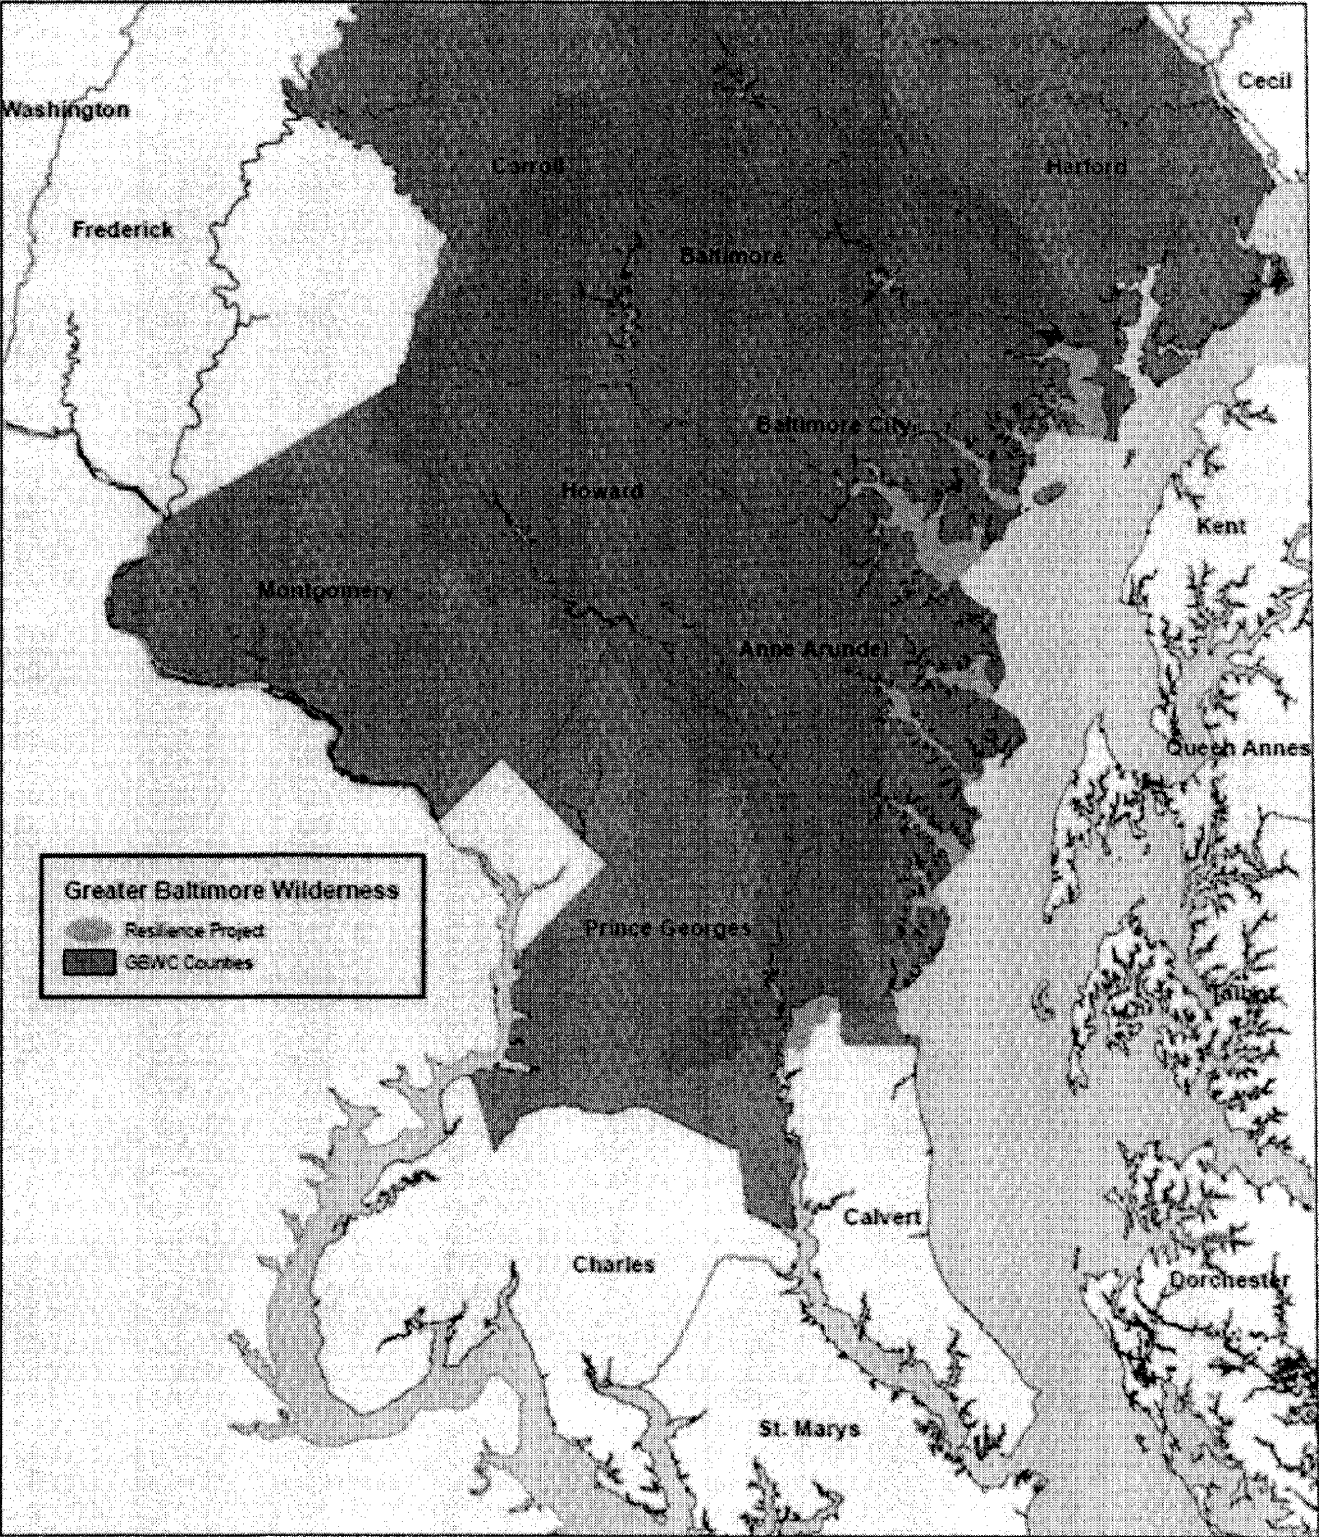 Cecil
Washington
Carroll
Harford
Frederick
Baltimore
Baltimore City
Howard
Kent
Montgomery
Anne Arundel
Queen Annes
Greater Baltimore Wilderness
Resilience Project
GBWC Counties
Prince Georges
Talbot
Calvert
Charles
Dorchester
St. Marys